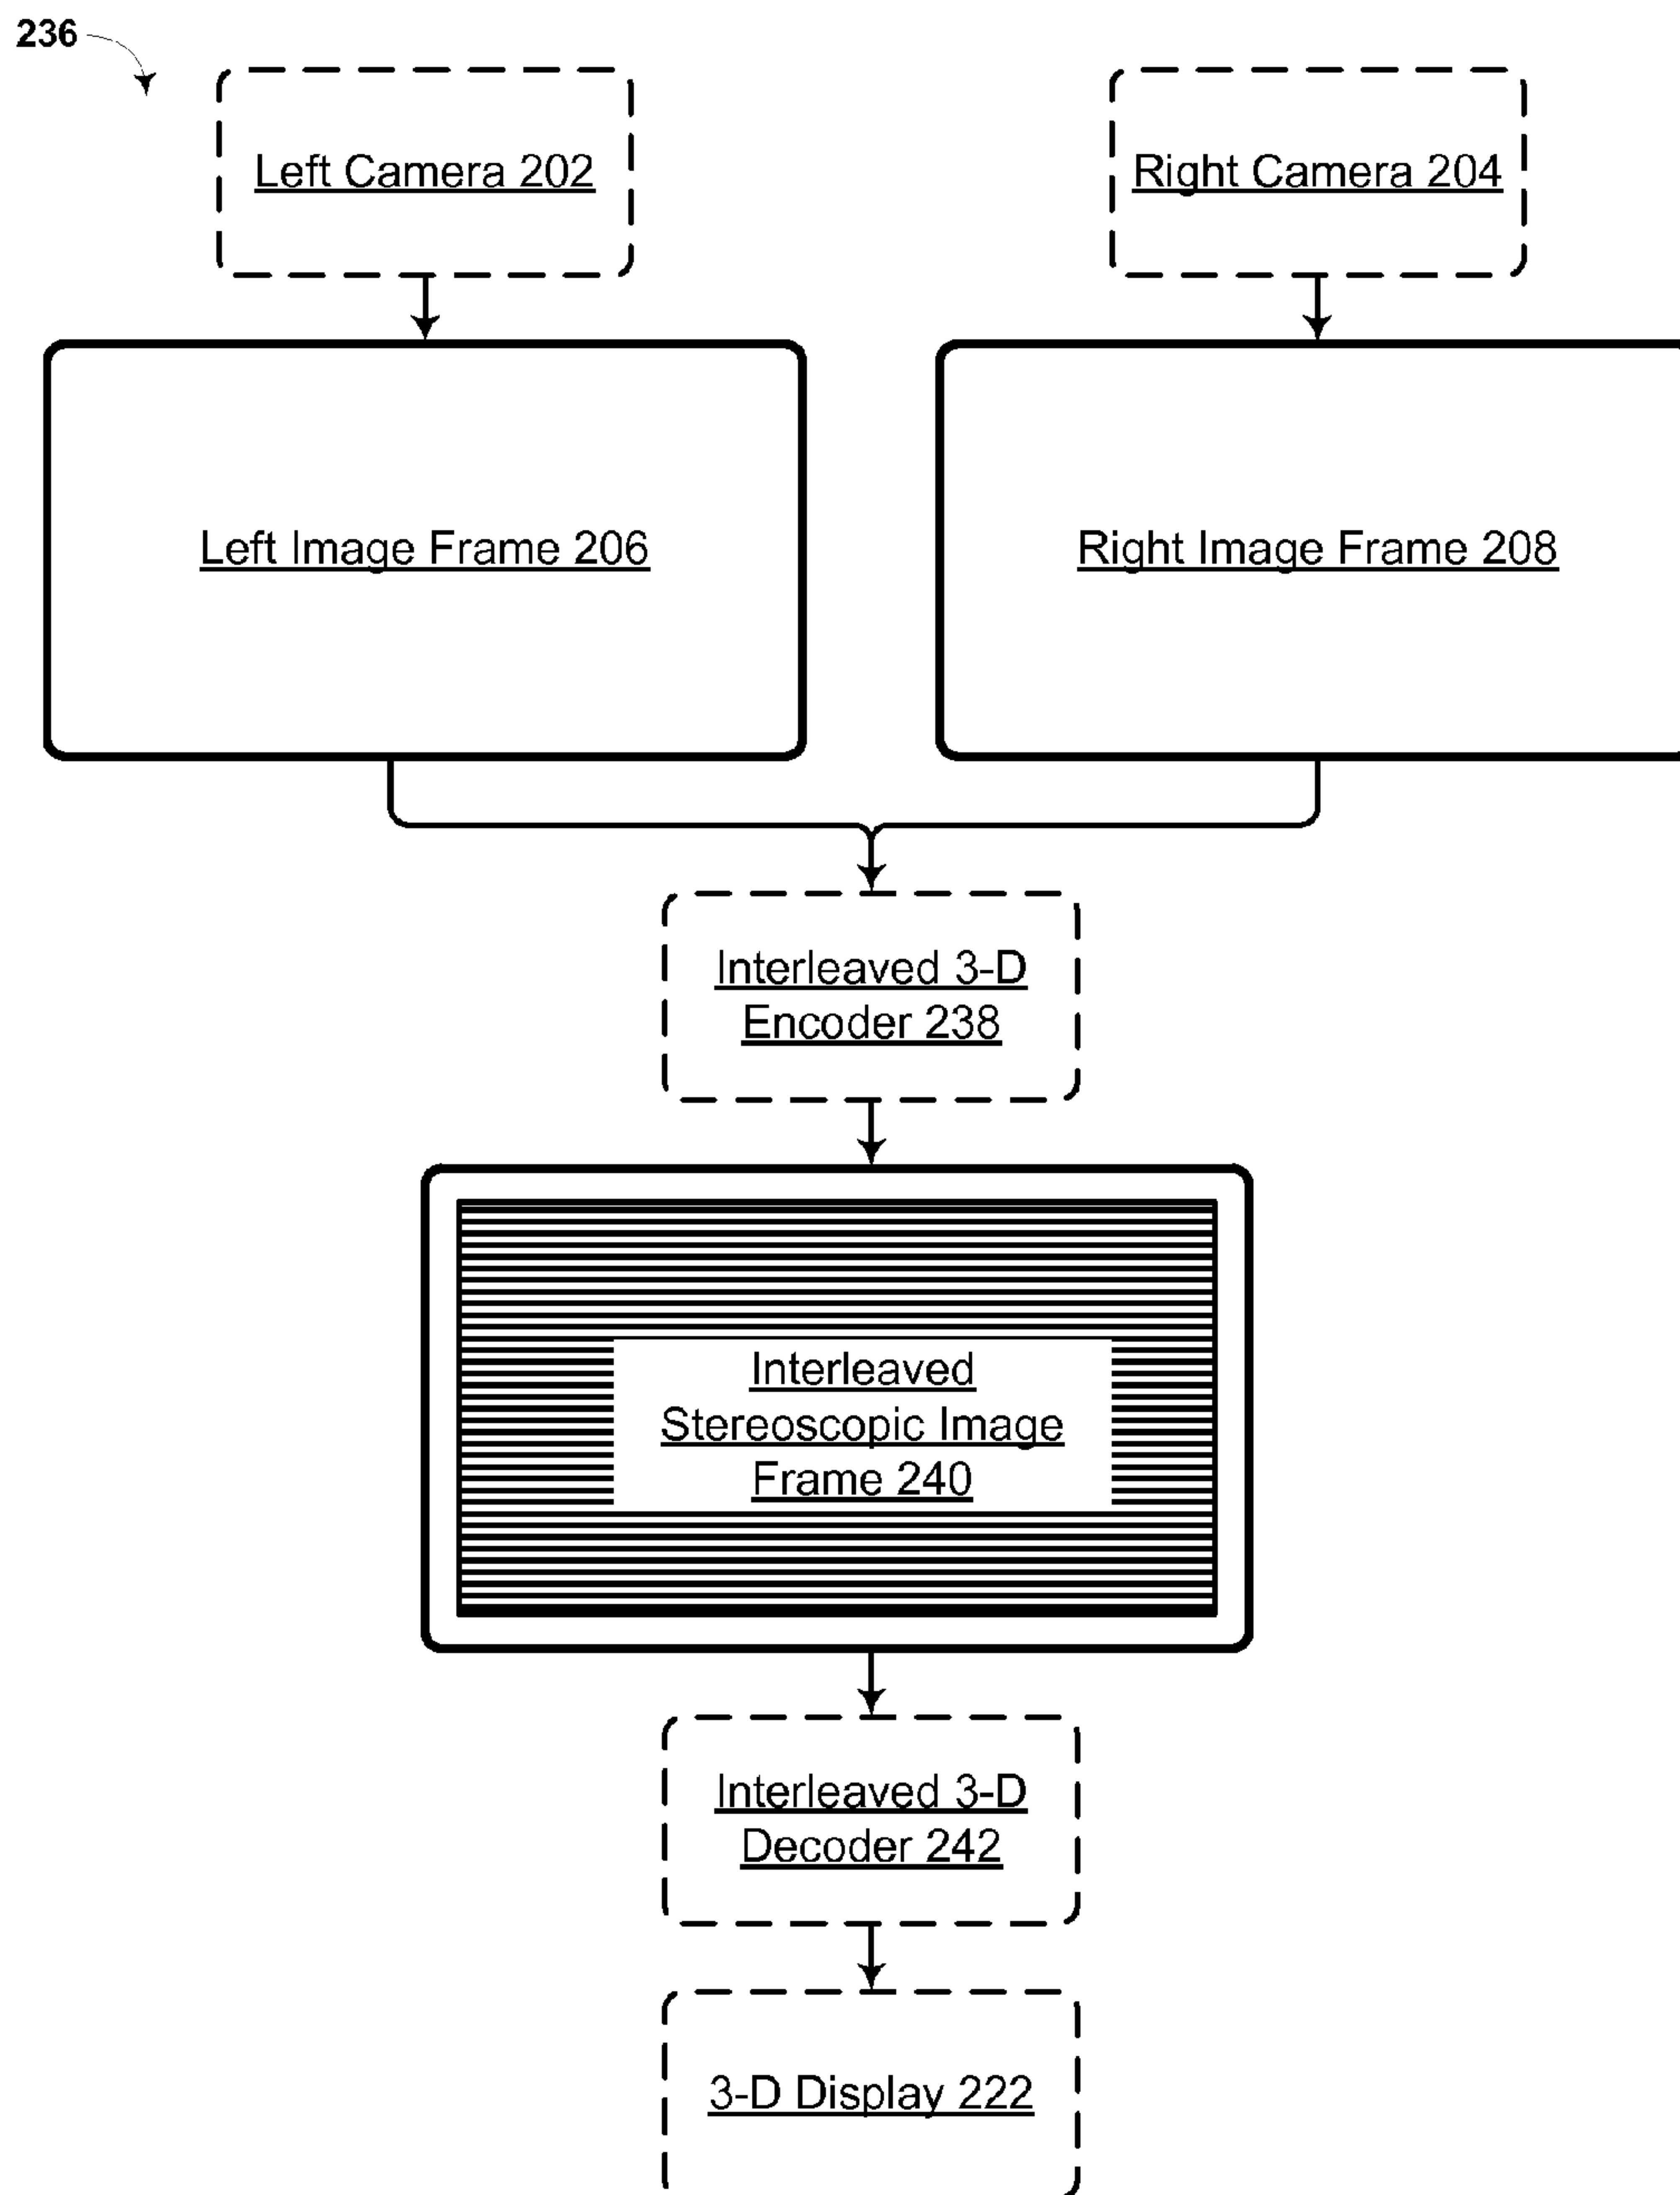 236
Left Camera 202
Right Camera 204
Left Image Frame 206
Right Image Frame 208
Interleaved 3-D
Encoder 238
Interleaved
Stereoscopic Image
Frame 240
Interleaved 3-D
Decoder 242
3-D Display 222